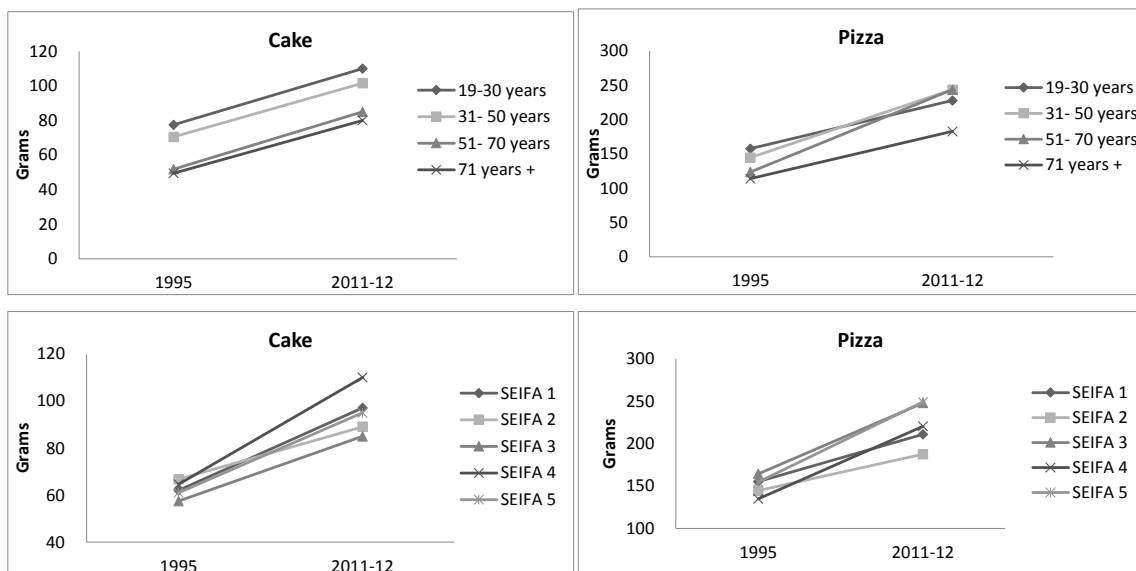 Cake
Grams
120
100
80
60
40
20
0
1995
2011-12
19-30 years
31- 50 years
51- 70 years
71 years +
Pizza
Grams
300
250
200
150
100
50
0
1995
2011-12
19-30 years
31- 50 years
51- 70 years
71 years +
Cake
Grams
120
100
80
60
40
1995
2011-12
SEIFA 1
SEIFA 2
SEIFA 3
SEIFA 4
SEIFA 5
Pizza
Grams
300
250
200
150
100
1995
2011-12
SEIFA 1
SEIFA 2
SEIFA 3
SEIFA 4
SEIFA 5